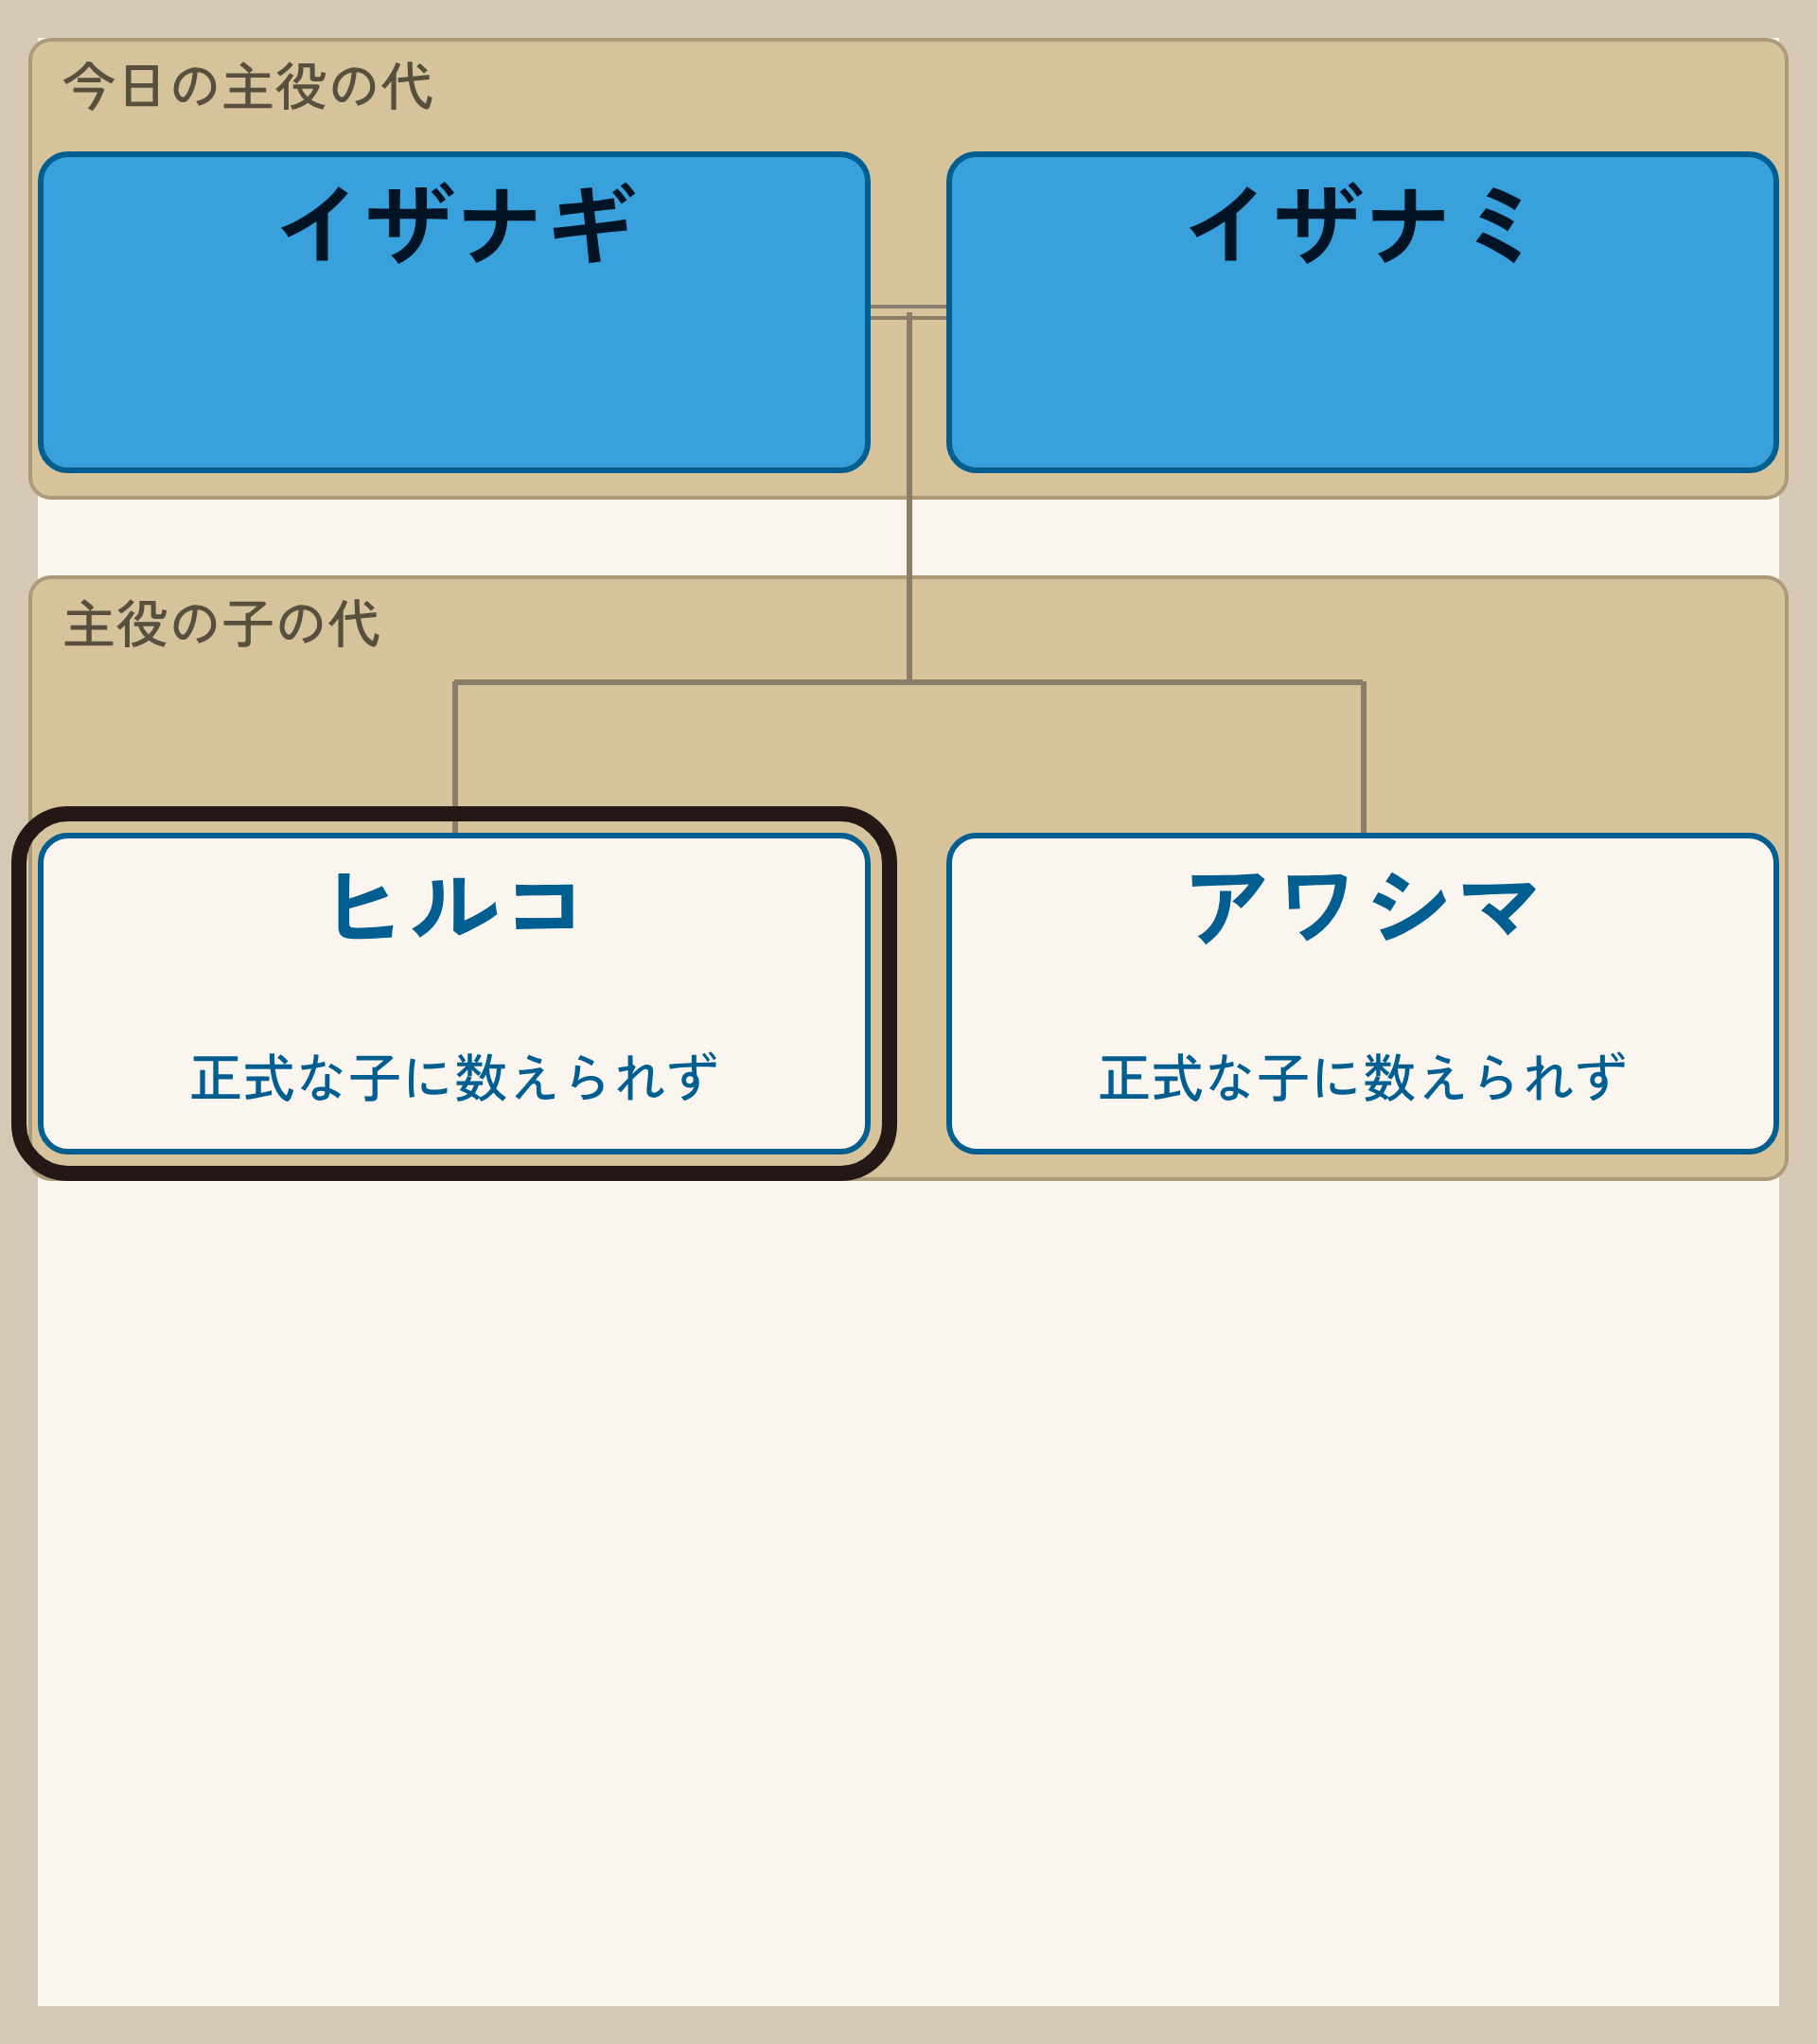 今日の主役の代
イザナギ
イザナミ
主役の子の代
ヒルコ
正式な子に数えられず
アワシマ
正式な子に数えられず